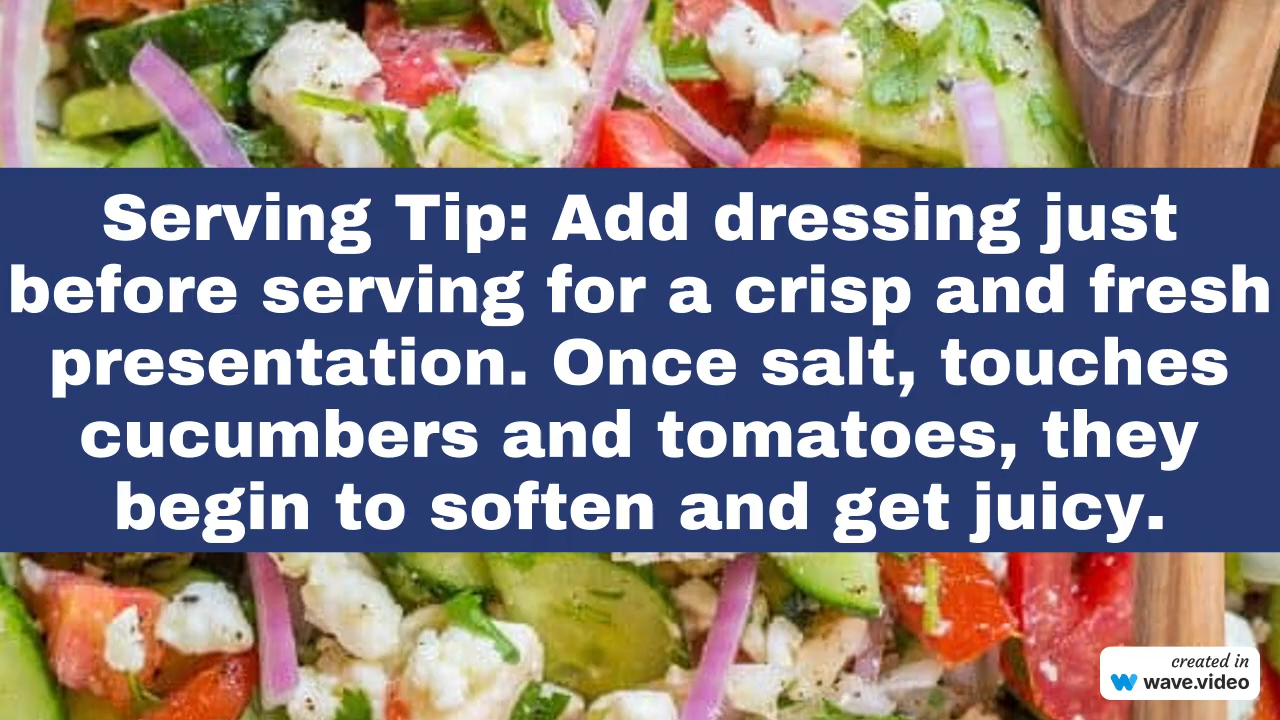 Serving Tip: Add dressing just
before serving for a crisp and fresh
presentation. Once salt, touches
cucumbers and tomatoes, they
begin to soften and get juicy.
created in
wave.video